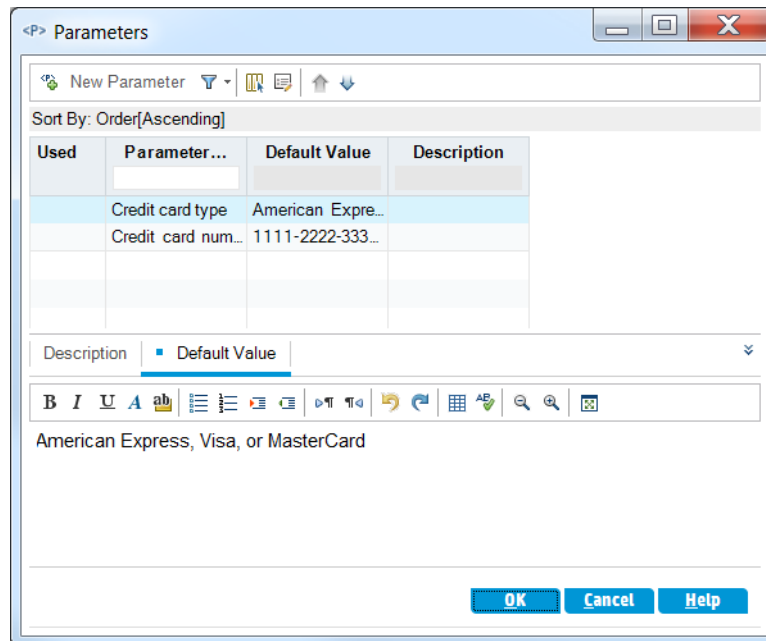 <P> Parameters
New Parameter
Sort By: Order[Ascending]
Used Parameter... Default Value Description
Credit card type American Expre...
Credit card num... 1111-2222-333...
Description Default Value
B I U A ab
American Express, Visa, or MasterCard
OK Cancel Help